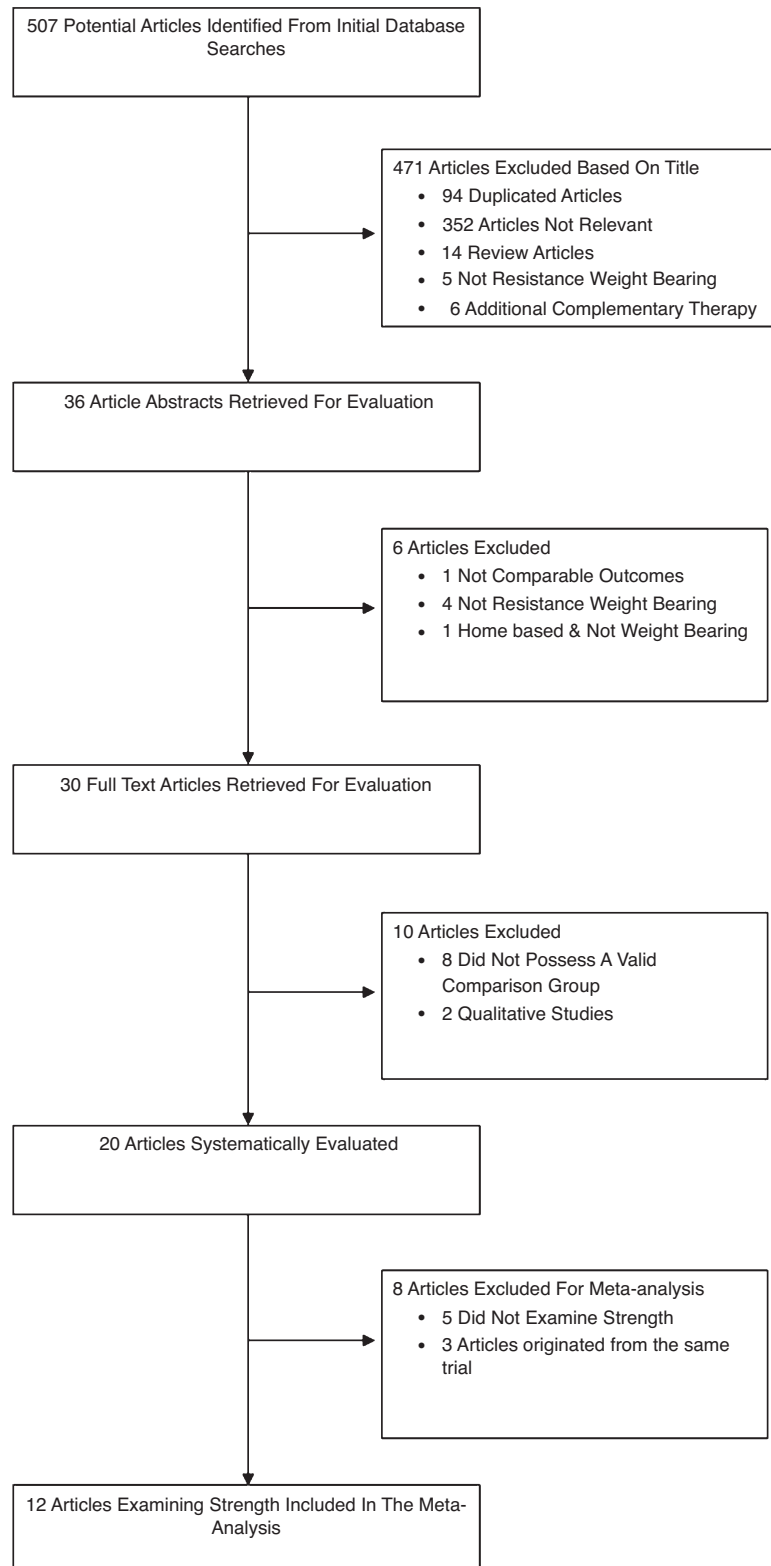 507 Potential Articles Identified From Initial Database
Searches
471 Articles Excluded Based On Title
• 94 Duplicated Articles
• 352 Articles Not Relevant
• 14 Review Articles
• 5 Not Resistance Weight Bearing
• 6 Additional Complementary Therapy
36 Article Abstracts Retrieved For Evaluation
6 Articles Excluded
• 1 Not Comparable Outcomes
• 4 Not Resistance Weight Bearing
• 1 Home based & Not Weight Bearing
30 Full Text Articles Retrieved For Evaluation
10 Articles Excluded
• 8 Did Not Possess A Valid
Comparison Group
• 2 Qualitative Studies
20 Articles Systematically Evaluated
8 Articles Excluded For Meta-analysis
• 5 Did Not Examine Strength
• 3 Articles originated from the same
trial
12 Articles Examining Strength Included In The Meta-
Analysis